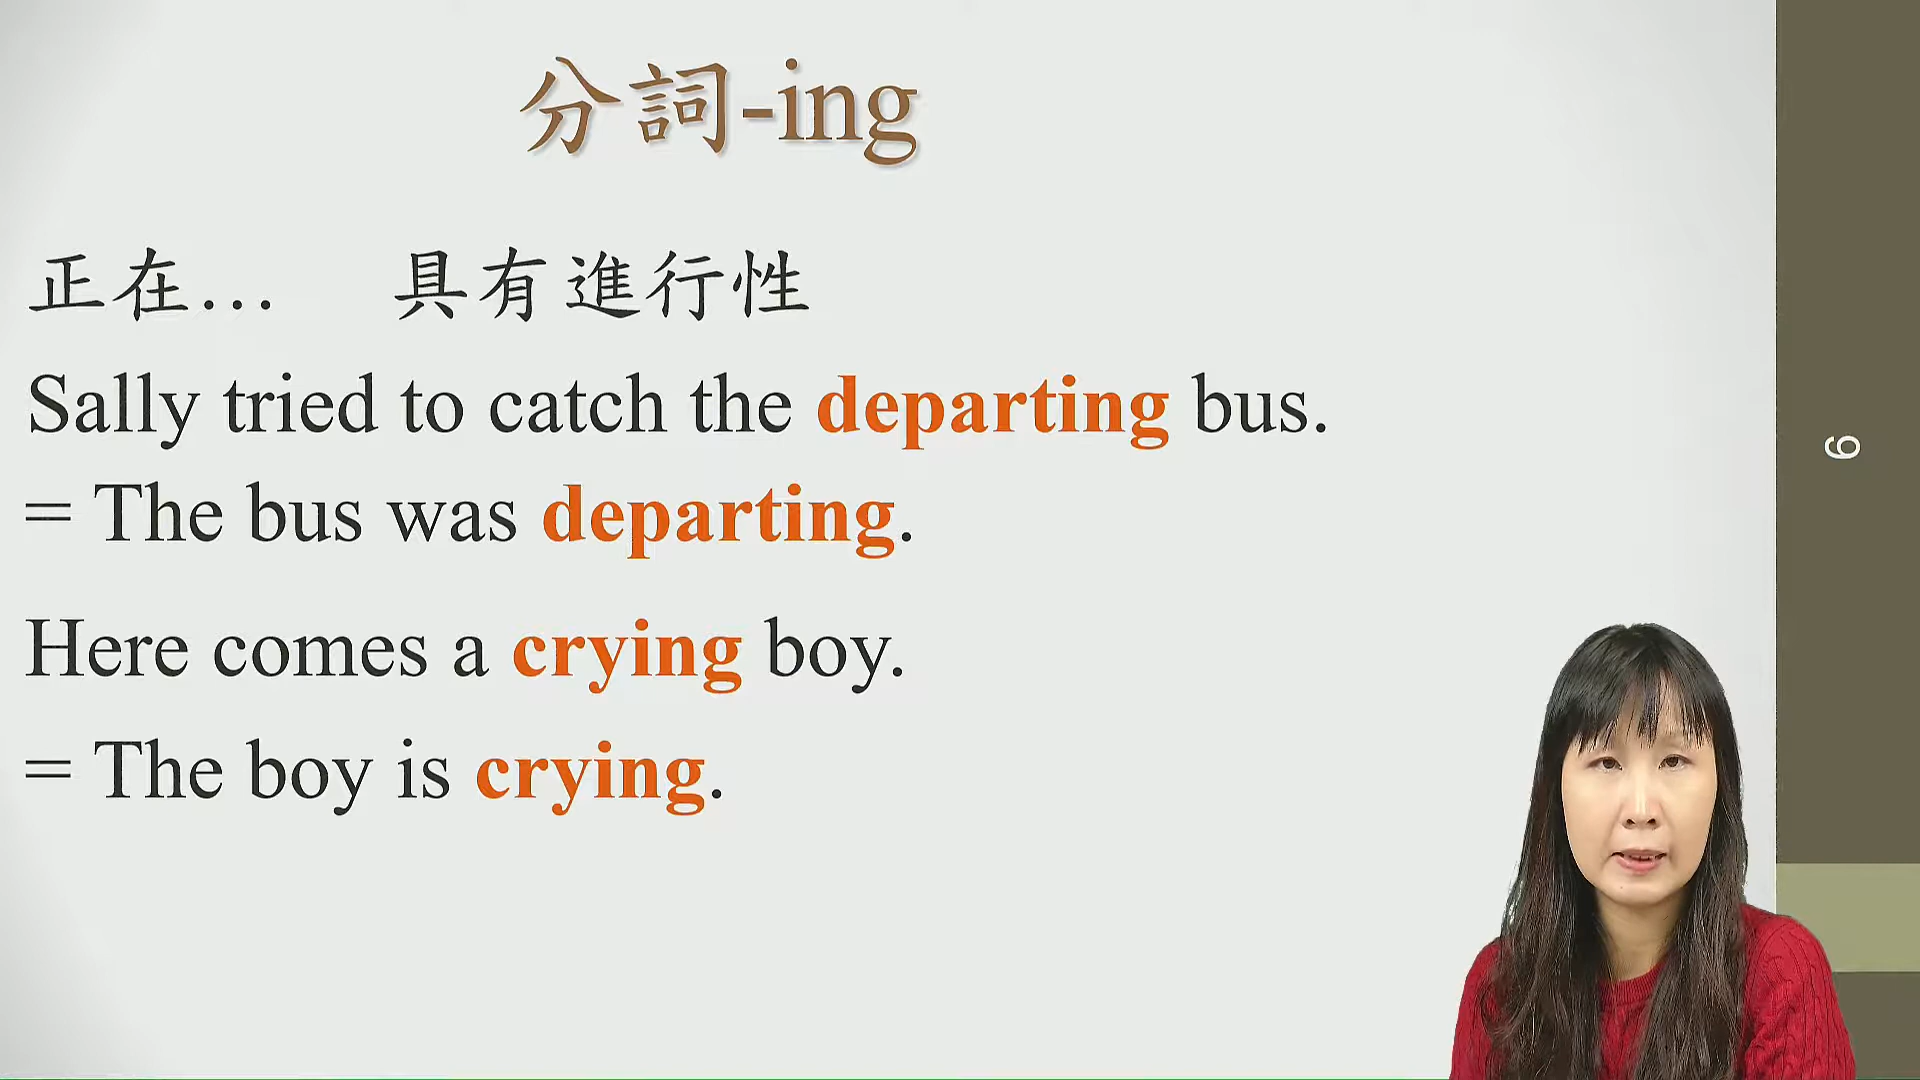 分詞-ing
正在… 具有進行性
Sally tried to catch the departing bus.
= The bus was departing.
Here comes a crying boy.
= The boy is crying.
6